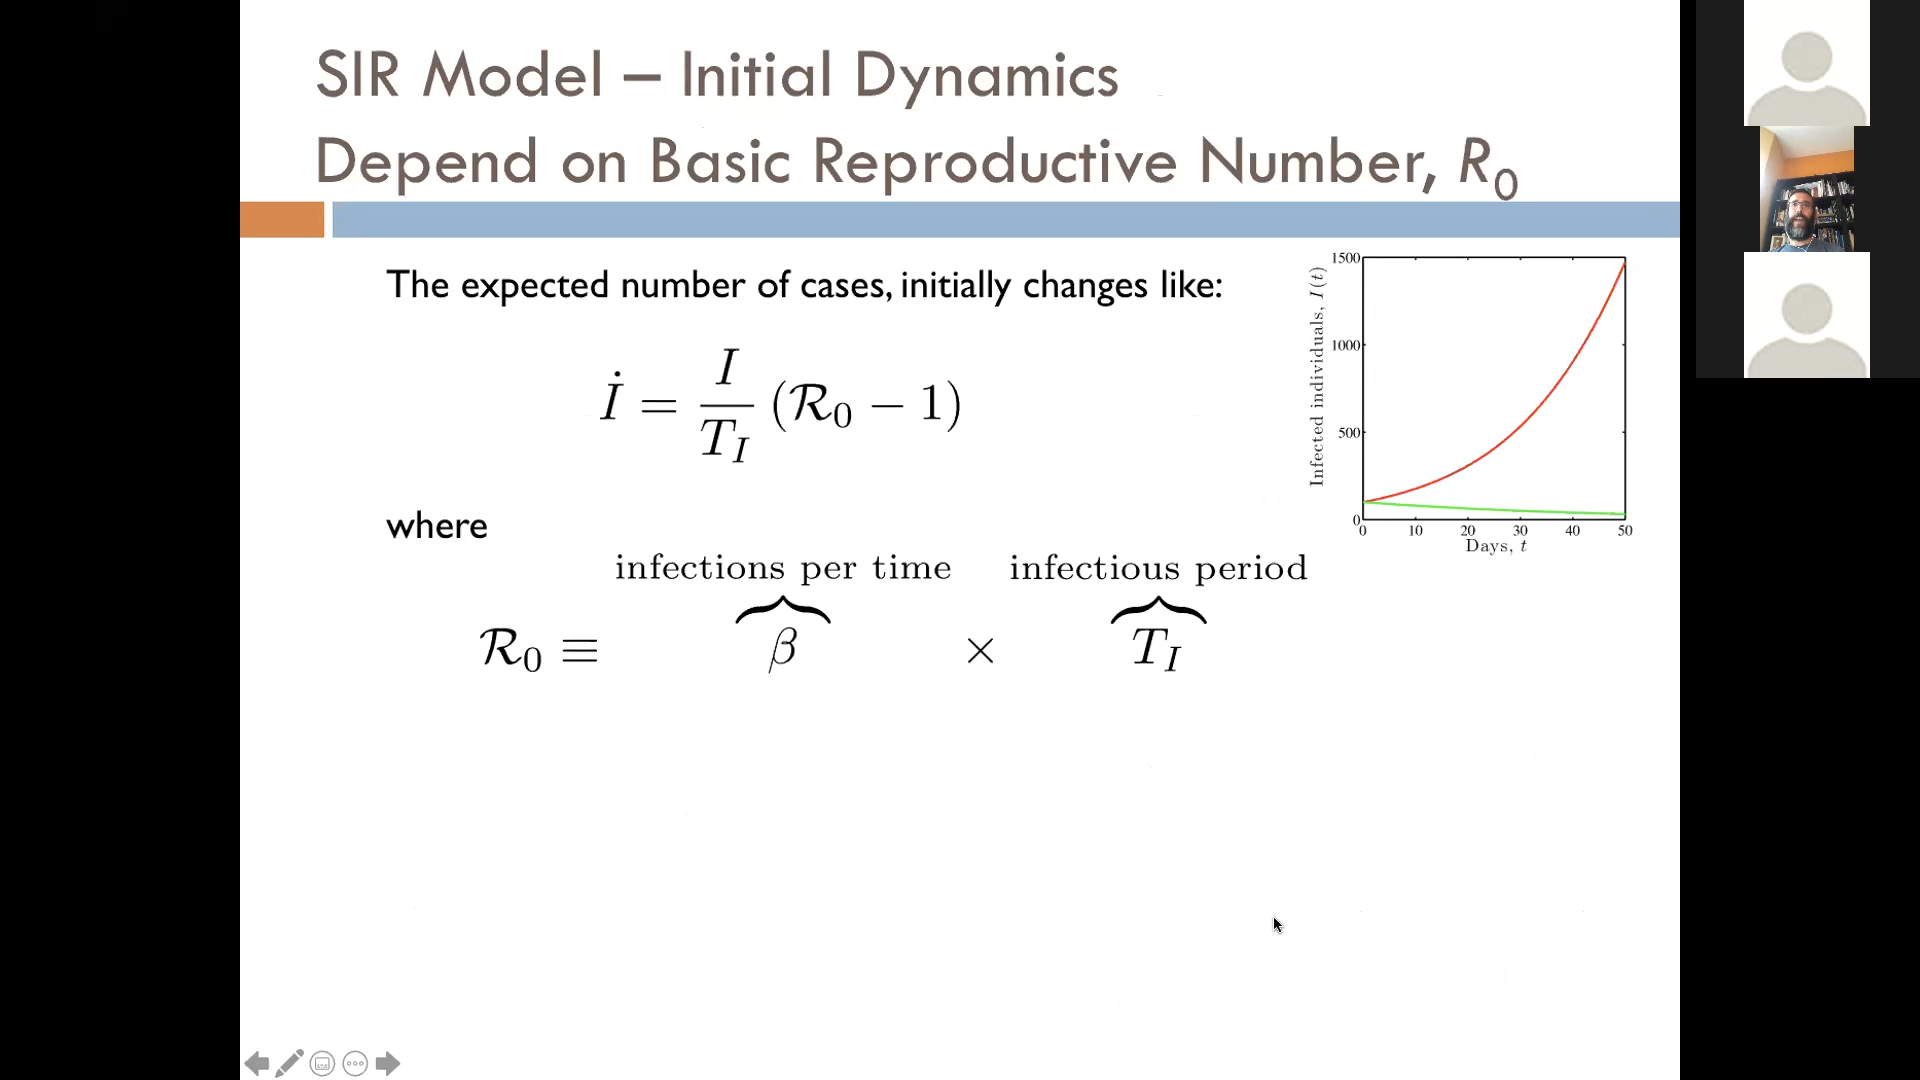 SIR Model – Initial Dynamics
Depend on Basic Reproductive Number, R₀
The expected number of cases, initially changes like:
İ = I / T_I (ℛ₀ − 1)
where
infections per time infectious period
ℛ₀ ≡ β × T_I
Infected individuals, I(t)
1500
1000
500
0
0 10 20 30 40 50
Days, t